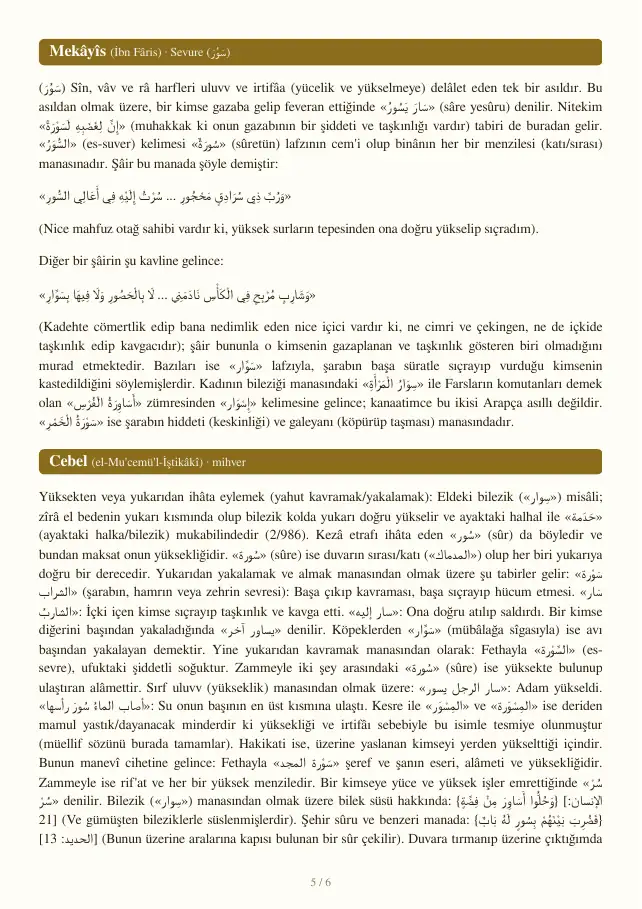 Mekâyîs (İbn Fâris) · Sevure (سَوُرَ)
(سَوُرَ) Sîn, vâv ve râ harfleri uluvv ve irtifâa (yücelik ve yükselmeye) delâlet eden tek bir asıldır. Bu
asıldan olmak üzere, bir kimse gazaba gelip feveran ettiğinde «سَارَ يَسُورُ» (sâre yesûru) denilir. Nitekim
«إِنَّ لِغَضَبِهِ لَسَوْرَةً» (muhakkak ki onun gazabının bir şiddeti ve taşkınlığı vardır) tabiri de buradan gelir.
«السُّوَرُ» (es-suver) kelimesi «سُورَةٌ» (sûretün) lafzının cem'i olup binânın her bir menzilesi (katı/sırası)
manasınadır. Şâir bu manada şöyle demiştir:
«وَرُبَّ ذِي سُرَادِقٍ مَحْجُورِ ... سُرْتُ إِلَيْهِ فِي أَعَالِي السُّورِ»
(Nice mahfuz otağ sahibi vardır ki, yüksek surların tepesinden ona doğru yükselip sıçradım).
Diğer bir şâirin şu kavline gelince:
«وَشَارِبٍ مُرْبِحٍ فِي الْكَأْسِ نَادَمَنِي ... لَا بِالْحَصُورِ وَلَا فِيهَا بِسَوَّارِ»
(Kadehte cömertlik edip bana nedimlik eden nice içici vardır ki, ne cimri ve çekingen, ne de içkide
taşkınlık edip kavgacıdır); şâir bununla o kimsenin gazaplanan ve taşkınlık gösteren biri olmadığını
murad etmektedir. Bazıları ise «سَوَّار» lafzıyla, şarabın başa süratle sıçrayıp vurduğu kimsenin
kastedildiğini söylemişlerdir. Kadının bileziği manasındaki «سِوَارُ الْمَرْأَةِ» ile Farsların komutanları demek
olan «أَسَاوِرَةُ الْفُرْسِ» zümresinden «إِسْوَار» kelimesine gelince; kanaatimce bu ikisi Arapça asıllı değildir.
«سَوْرَةُ الْخَمْرِ» ise şarabın hiddeti (keskinliği) ve galeyanı (köpürüp taşması) manasındadır.
Cebel (el-Mu'cemü'l-İştikâkî) · mihver
Yüksekten veya yukarıdan ihâta eylemek (yahut kavramak/yakalamak): Eldeki bilezik («سِوار») misâli;
zîrâ el bedenin yukarı kısmında olup bilezik kolda yukarı doğru yükselir ve ayaktaki halhal ile «خَدَمة»
(ayaktaki halka/bilezik) mukabilindedir (2/986). Kezâ etrafı ihâta eden «سُور» (sûr) da böyledir ve
bundan maksat onun yüksekliğidir. «سُورة» (sûre) ise duvarın sırası/katı («المدماك») olup her biri yukarıya
doğru bir derecedir. Yukarıdan yakalamak ve almak manasından olmak üzere şu tabirler gelir: «سَوْرة
الشراب» (şarabın, hamrın veya zehrin sevresi): Başa çıkıp kavraması, başa sıçrayıp hücum etmesi. «سَار
الشاربُ»: İçki içen kimse sıçrayıp taşkınlık ve kavga etti. «سار إليه»: Ona doğru atılıp saldırdı. Bir kimse
diğerini başından yakaladığında «يساور آخر» denilir. Köpeklerden «سَوَّار» (mübâlağa sîgasıyla) ise avı
başından yakalayan demektir. Yine yukarıdan kavramak manasından olarak: Fethayla «السَّوْرة» (es-
sevre), ufuktaki şiddetli soğuktur. Zammeyle iki şey arasındaki «سُورة» (sûre) ise yüksekte bulunup
ulaştıran alâmettir. Sırf uluvv (yükseklik) manasından olmak üzere: «سار الرجل يسور»: Adam yükseldi.
«أصاب الماءُ سُورَ رأسها»: Su onun başının en üst kısmına ulaştı. Kesre ile «المِسْوَر» ve «المِسْوَرة» ise deriden
mamul yastık/dayanacak minderdir ki yüksekliği ve irtifâı sebebiyle bu isimle tesmiye olunmuştur
(müellif sözünü burada tamamlar). Hakikati ise, üzerine yaslanan kimseyi yerden yükselttiği içindir.
Bunun manevî cihetine gelince: Fethayla «سَوْرة المجد» şeref ve şanın eseri, alâmeti ve yüksekliğidir.
Zammeyle ise rif'at ve her bir yüksek menziledir. Bir kimseye yüce ve yüksek işler emrettiğinde «سُرْ
سُرْ» denilir. Bilezik («سِوار») manasından olmak üzere bilek süsü hakkında: {وَحُلُّوا أَسَاوِرَ مِنْ فِضَّةٍ} [الإنسان:
21] (Ve gümüşten bileziklerle süslenmişlerdir). Şehir sûru ve benzeri manada: {فَضُرِبَ بَيْنَهُمْ بِسُورٍ لَهُ بَابٌ}
[الحديد: 13] (Bunun üzerine aralarına kapısı bulunan bir sûr çekilir). Duvara tırmanıp üzerine çıktığımda
5 / 6